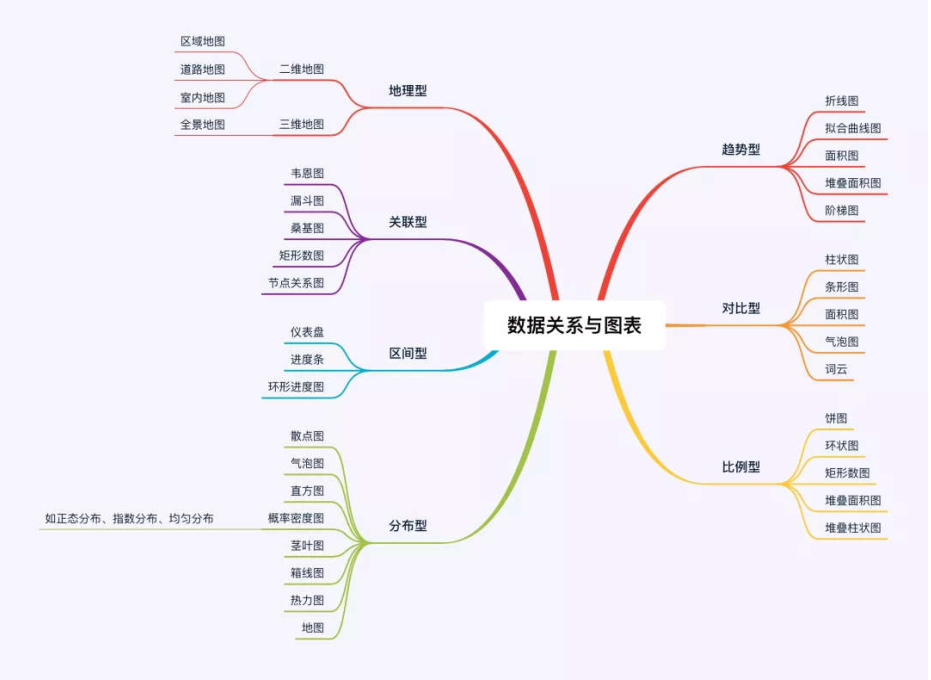 数据关系与图表
地理型
二维地图
区域地图
道路地图
室内地图
三维地图
全景地图
关联型
韦恩图
漏斗图
桑基图
矩形数图
节点关系图
区间型
仪表盘
进度条
环形进度图
分布型
散点图
气泡图
直方图
概率密度图
如正态分布、指数分布、均匀分布
茎叶图
箱线图
热力图
地图
趋势型
折线图
拟合曲线图
面积图
堆叠面积图
阶梯图
对比型
柱状图
条形图
面积图
气泡图
词云
比例型
饼图
环状图
矩形数图
堆叠面积图
堆叠柱状图